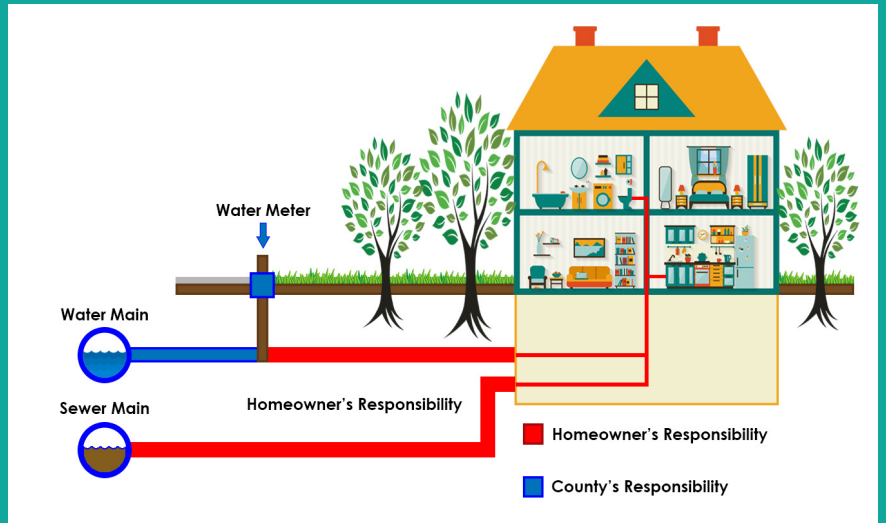 Water Meter
Water Main
Sewer Main
Homeowner's Responsibility
Homeowner's Responsibility
County's Responsibility